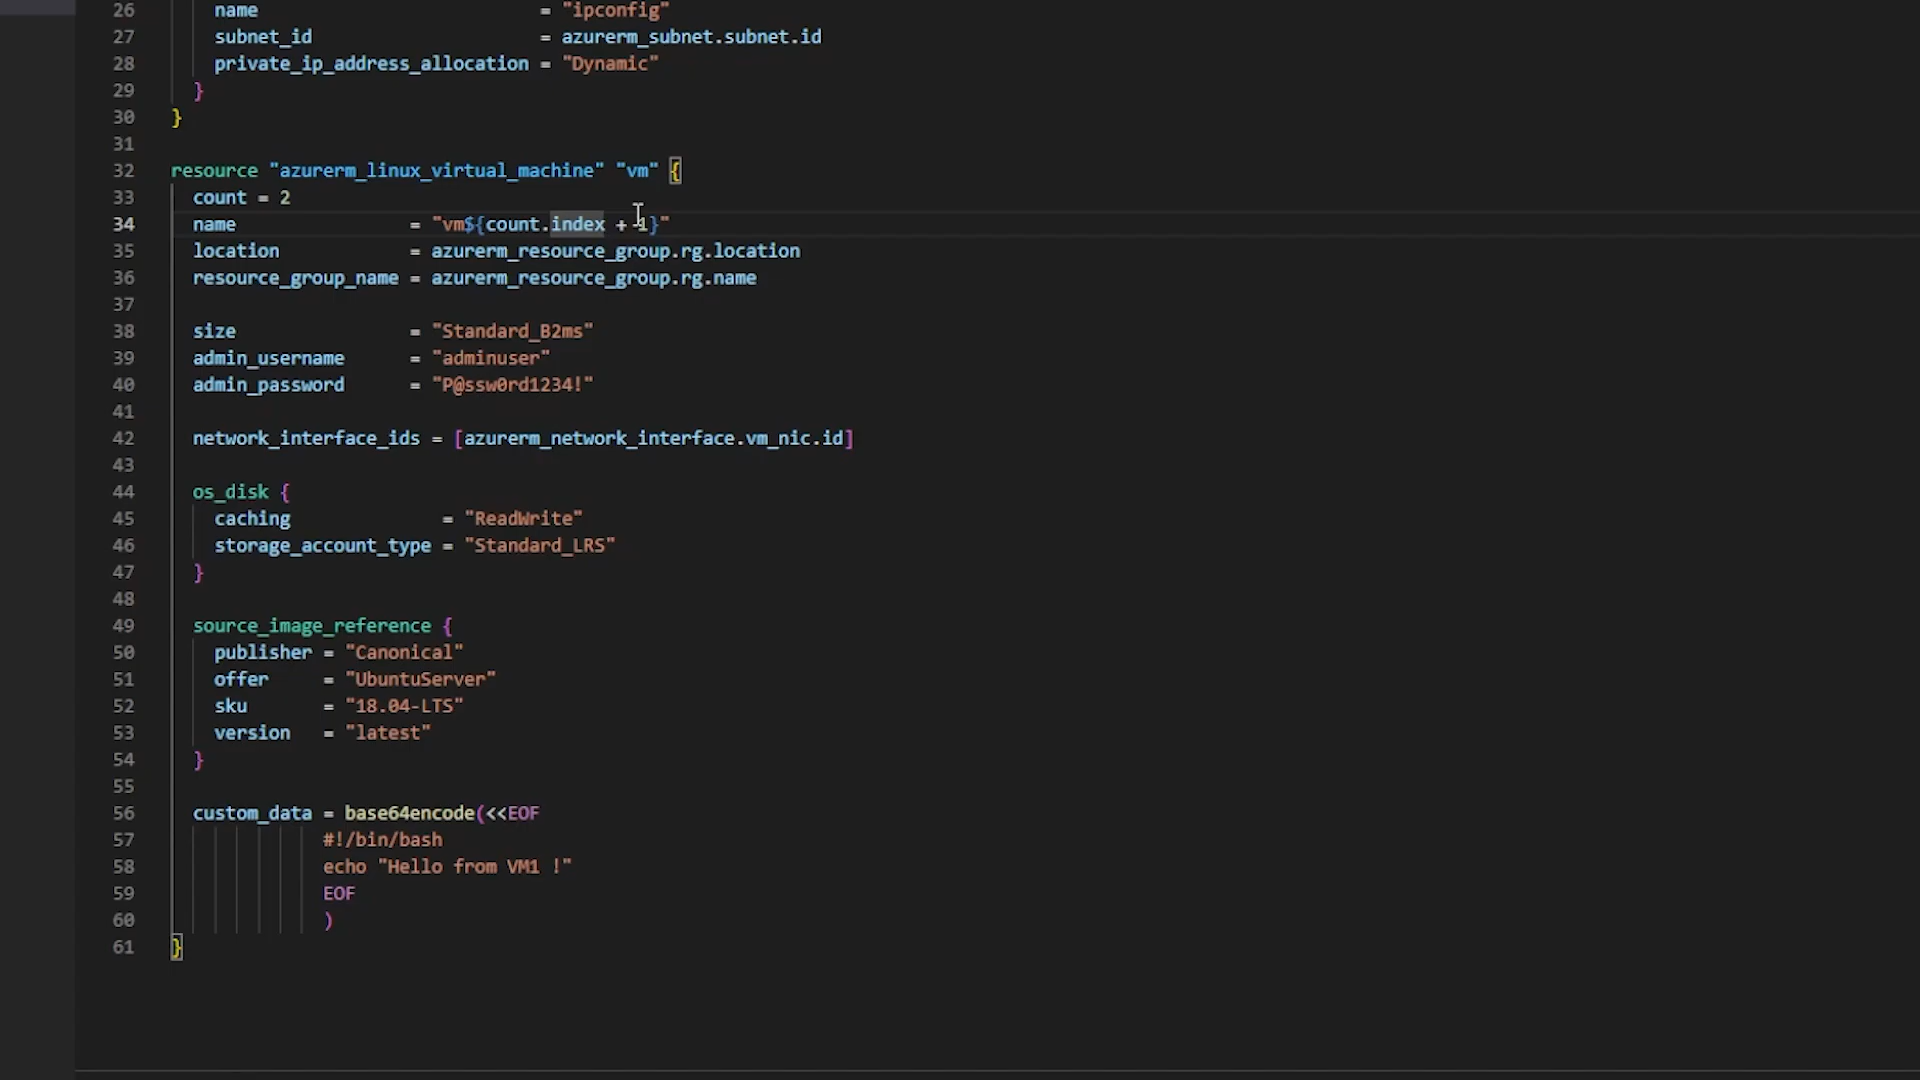 26 name = "ipconfig"
27 subnet_id = azurerm_subnet.subnet.id
28 private_ip_address_allocation = "Dynamic"
29 }
30 }
31
32 resource "azurerm_linux_virtual_machine" "vm" {
33 count = 2
34 name = "vm${count.index + 1}"
35 location = azurerm_resource_group.rg.location
36 resource_group_name = azurerm_resource_group.rg.name
37
38 size = "Standard_B2ms"
39 admin_username = "adminuser"
40 admin_password = "P@ssw0rd1234!"
41
42 network_interface_ids = [azurerm_network_interface.vm_nic.id]
43
44 os_disk {
45 caching = "ReadWrite"
46 storage_account_type = "Standard_LRS"
47 }
48
49 source_image_reference {
50 publisher = "Canonical"
51 offer = "UbuntuServer"
52 sku = "18.04-LTS"
53 version = "latest"
54 }
55
56 custom_data = base64encode(<<EOF
57 #!/bin/bash
58 echo "Hello from VM1 !"
59 EOF
60 )
61 }